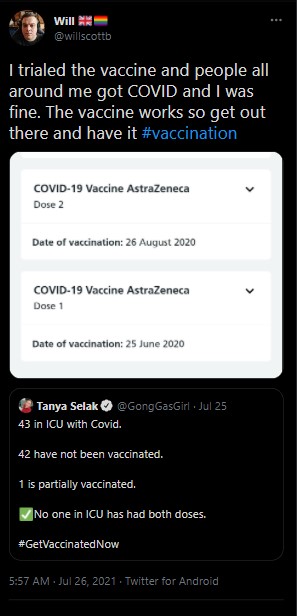 Will 🇬🇧🏳️‍🌈
@willscottb
I trialed the vaccine and people all
around me got COVID and I was
fine. The vaccine works so get out
there and have it #vaccination
COVID-19 Vaccine AstraZeneca
Dose 2
Date of vaccination: 26 August 2020
COVID-19 Vaccine AstraZeneca
Dose 1
Date of vaccination: 25 June 2020
Tanya Selak @GongGasGirl · Jul 25
43 in ICU with Covid.
42 have not been vaccinated.
1 is partially vaccinated.
✅No one in ICU has had both doses.
#GetVaccinatedNow
5:57 AM · Jul 26, 2021 · Twitter for Android